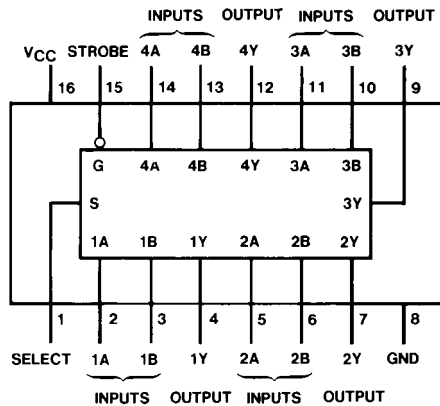 INPUTS OUTPUT INPUTS OUTPUT
VCC STROBE 4A 4B 4Y 3A 3B 3Y
16 15 14 13 12 11 10 9
G 4A 4B 4Y 3A 3B
S 3Y
1A 1B 1Y 2A 2B 2Y
1 2 3 4 5 6 7 8
SELECT 1A 1B 1Y 2A 2B 2Y GND
INPUTS OUTPUT INPUTS OUTPUT